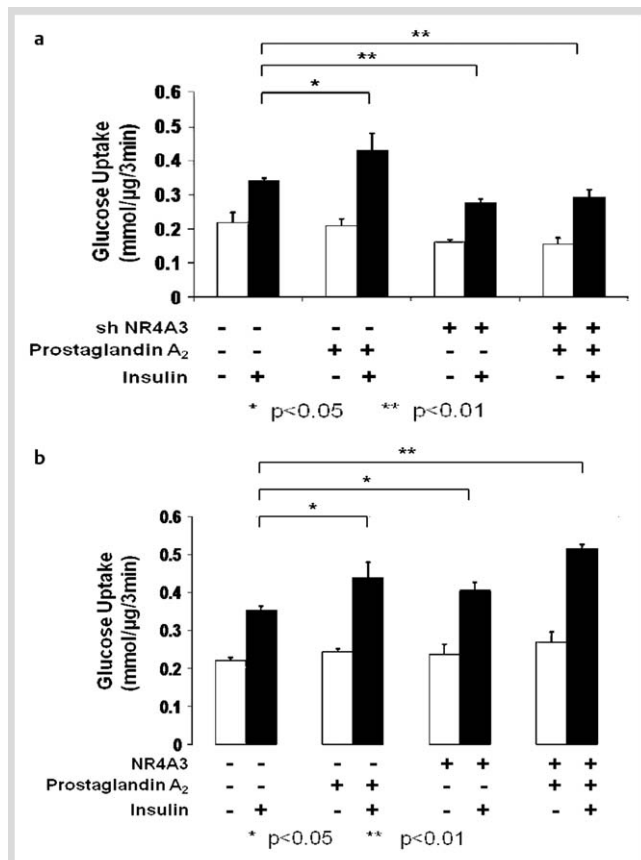 a
**
**
*
0.6
0.5
0.4
0.3
0.2
0.1
0
Glucose Uptake
(mmol/µg/3min)
sh NR4A3 - - - - + + + +
Prostaglandin A₂ - - + + - - + +
Insulin - + - + - + - +
* p<0.05 ** p<0.01
b
**
*
*
0.6
0.5
0.4
0.3
0.2
0.1
0
Glucose Uptake
(mmol/µg/3min)
NR4A3 - - - - + + + +
Prostaglandin A₂ - - + + - - + +
Insulin - + - + - + - +
* p<0.05 ** p<0.01